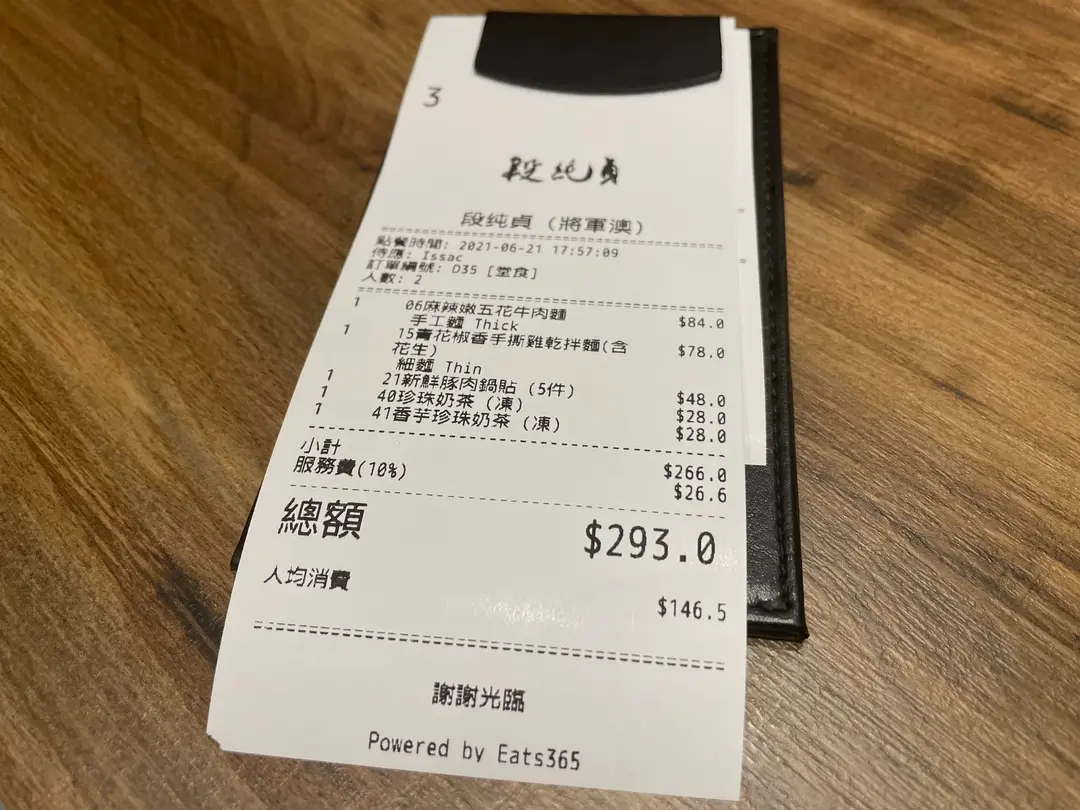 3
段純貞
段纯貞 (將軍澳)
點餐時間: 2021-06-21 17:57:09
侍應: Issac
訂單編號: D35 [堂食]
人數: 2
1 06麻辣嫩五花牛肉麵 $84.0
手工麵 Thick
1 15青花椒香手撕雞乾拌麵(含花生) $78.0
細麵 Thin
1 21新鮮豚肉鍋貼 (5件) $48.0
1 40珍珠奶茶 (凍) $28.0
1 41香芋珍珠奶茶 (凍) $28.0
小計 $266.0
服務費(10%) $26.6
總額 $293.0
人均消費 $146.5
謝謝光臨
Powered by Eats365